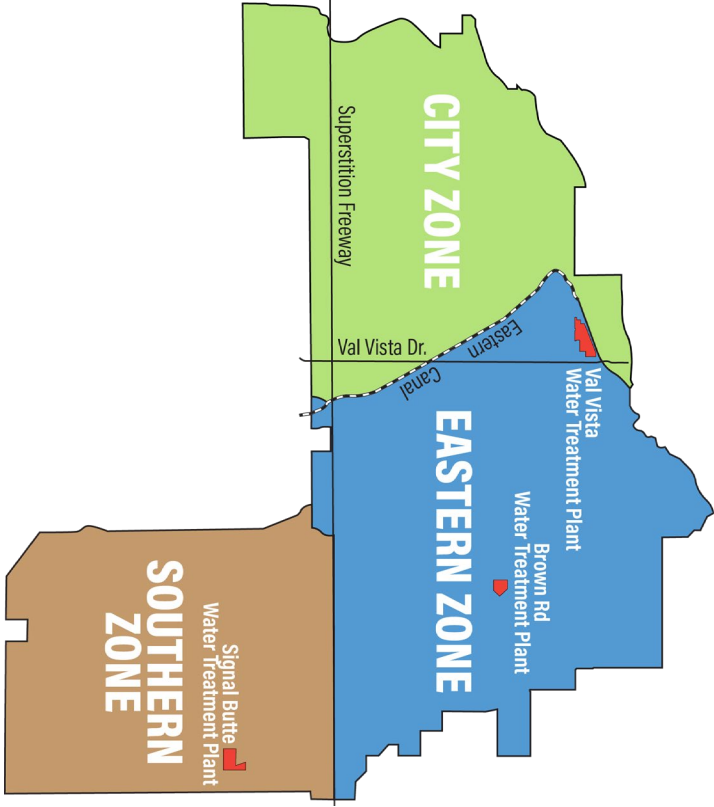 CITY ZONE
Superstition Freeway
Val Vista Dr.
Eastern
Canal
Val Vista
Water Treatment Plant
EASTERN ZONE
Brown Rd
Water Treatment Plant
SOUTHERN
ZONE
Signal Butte
Water Treatment Plant